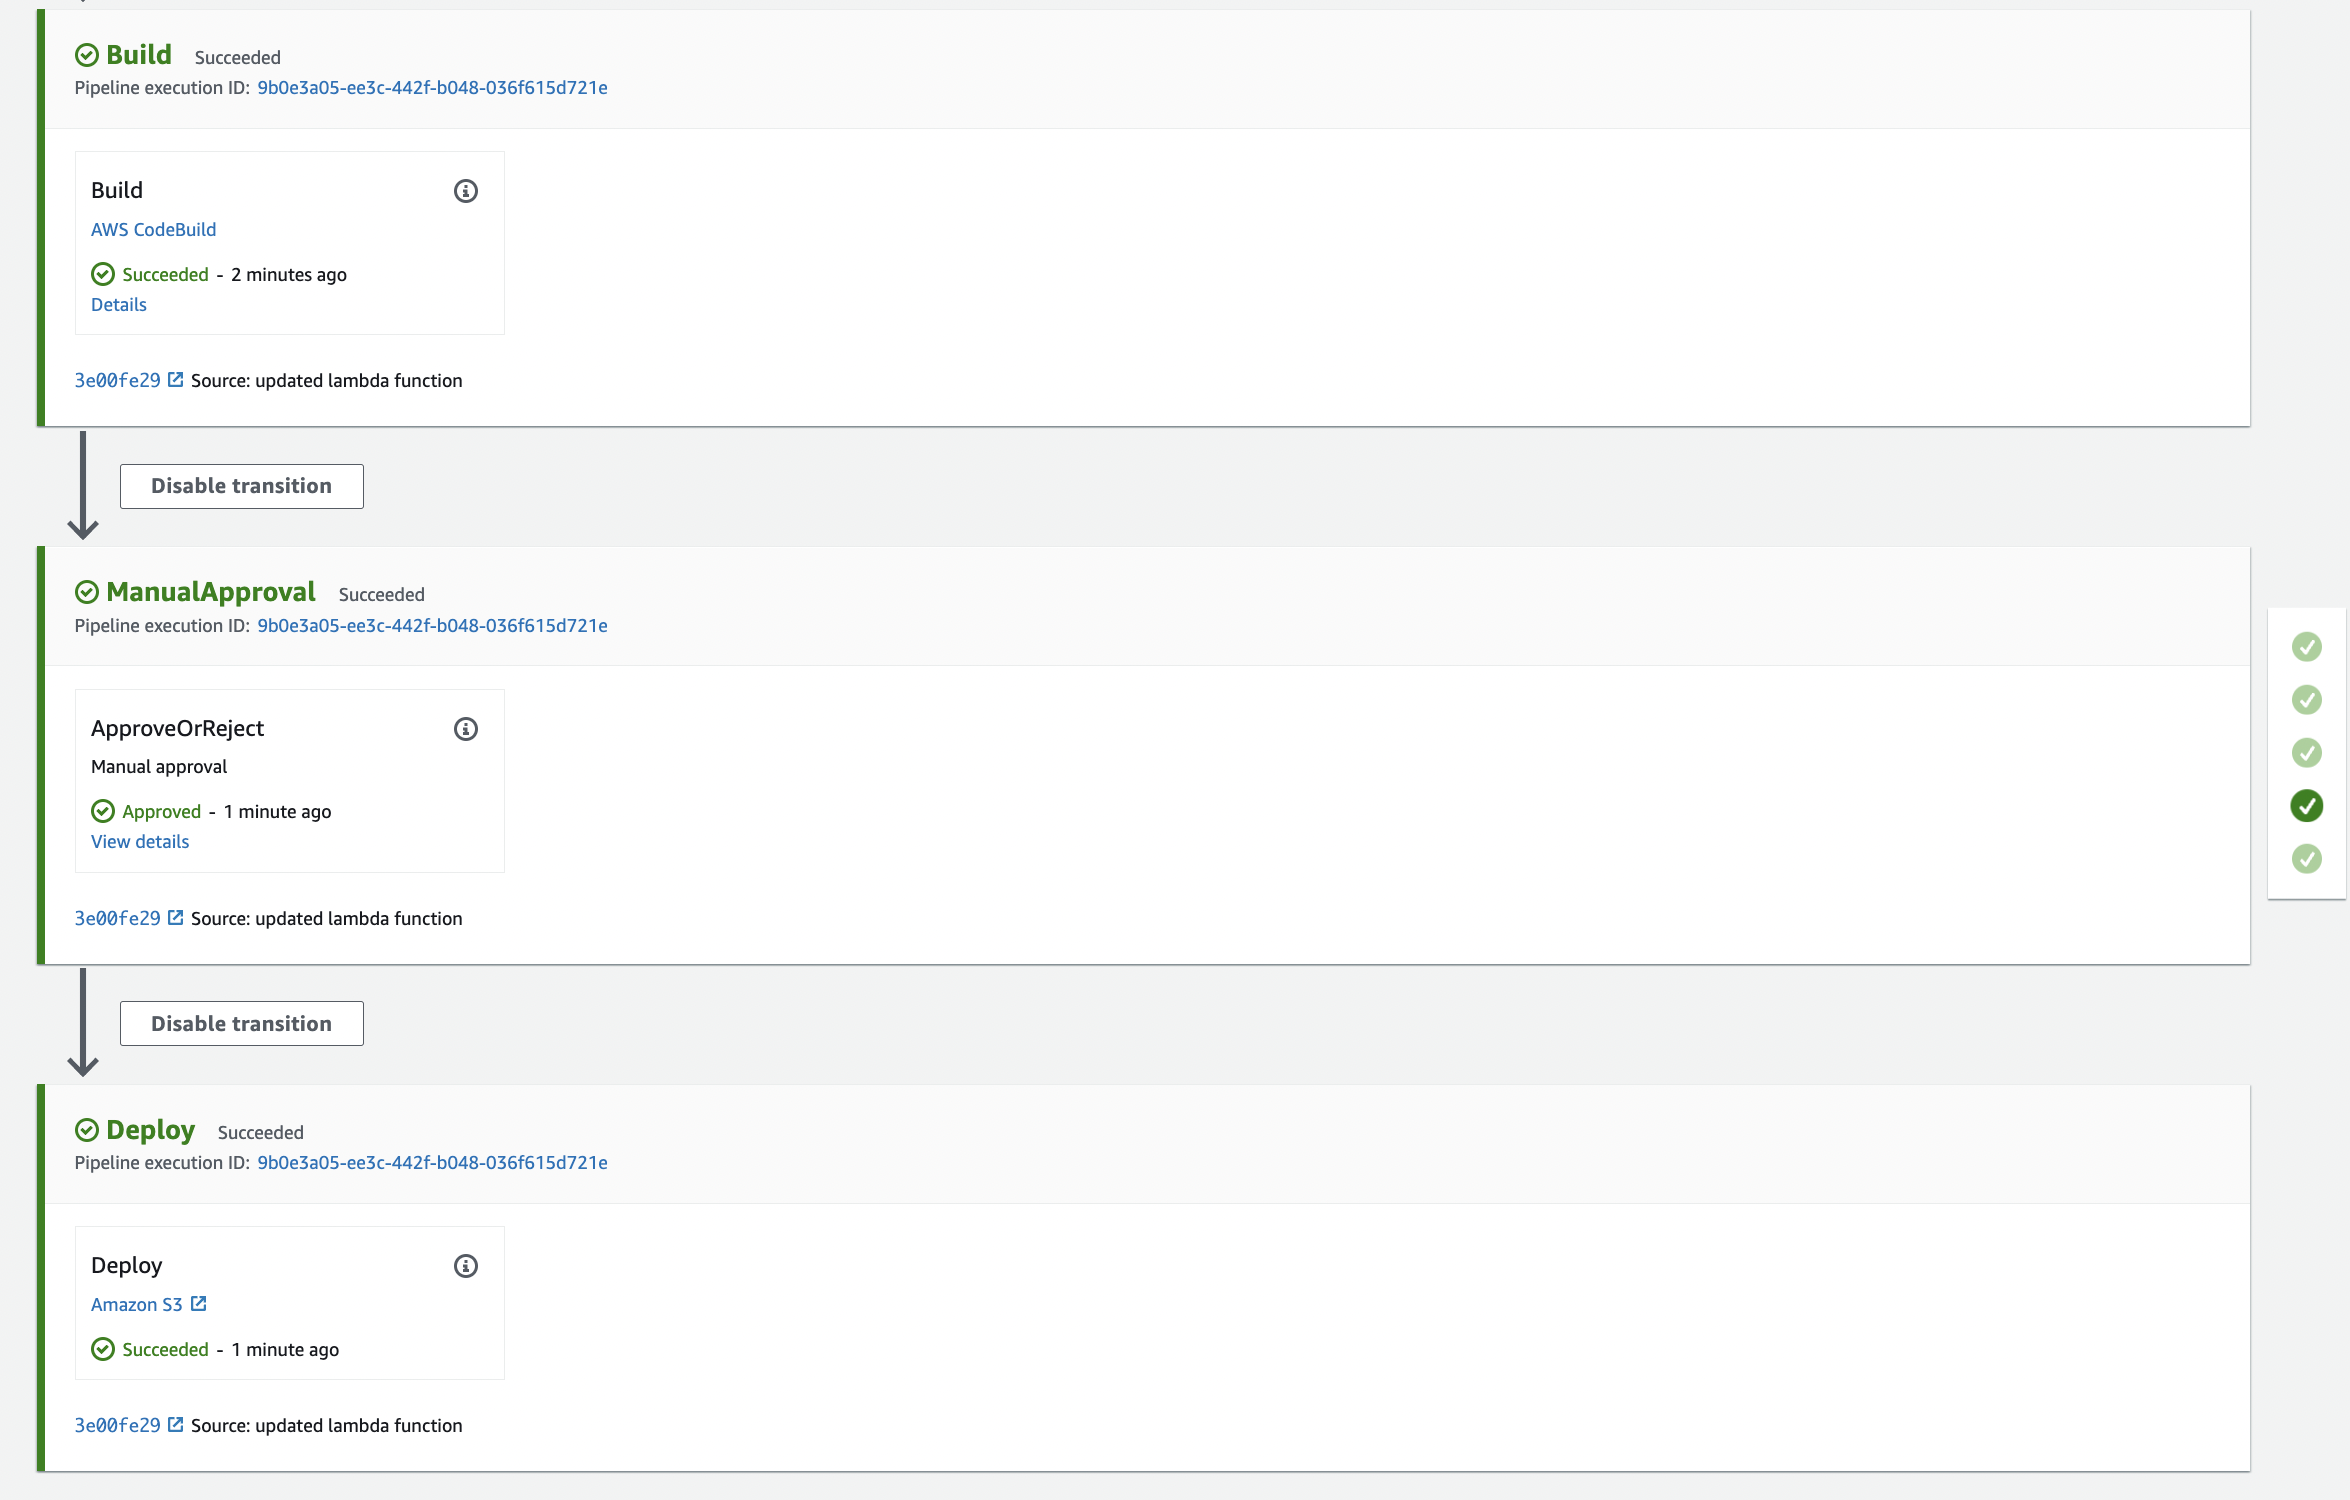 Build Succeeded
Pipeline execution ID: 9b0e3a05-ee3c-442f-b048-036f615d721e
Build
AWS CodeBuild
Succeeded - 2 minutes ago
Details
3e00fe29 Source: updated lambda function
Disable transition
ManualApproval Succeeded
Pipeline execution ID: 9b0e3a05-ee3c-442f-b048-036f615d721e
ApproveOrReject
Manual approval
Approved - 1 minute ago
View details
3e00fe29 Source: updated lambda function
Disable transition
Deploy Succeeded
Pipeline execution ID: 9b0e3a05-ee3c-442f-b048-036f615d721e
Deploy
Amazon S3
Succeeded - 1 minute ago
3e00fe29 Source: updated lambda function